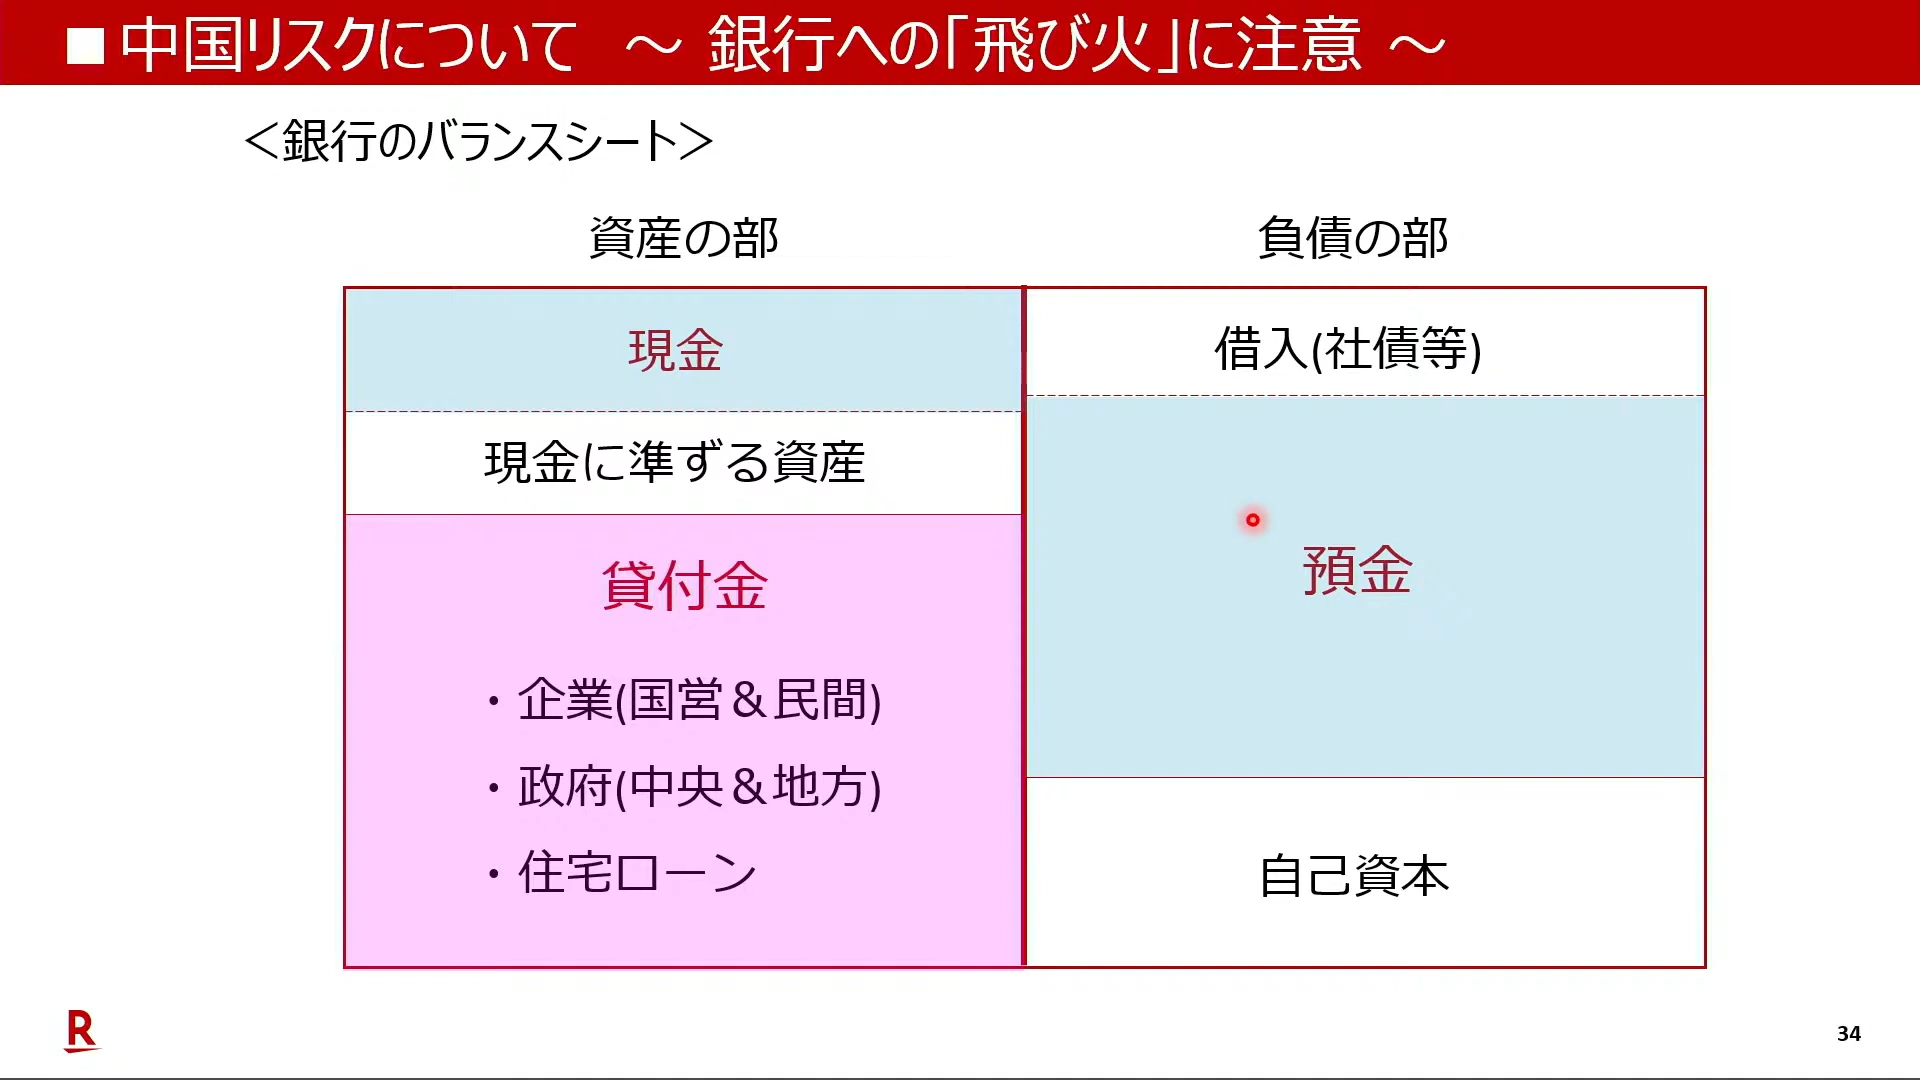 ■中国リスクについて ～ 銀行への「飛び火」に注意 ～
＜銀行のバランスシート＞
資産の部
負債の部
現金
現金に準ずる資産
貸付金
・企業(国営＆民間)
・政府(中央＆地方)
・住宅ローン
借入(社債等)
預金
自己資本
R
34